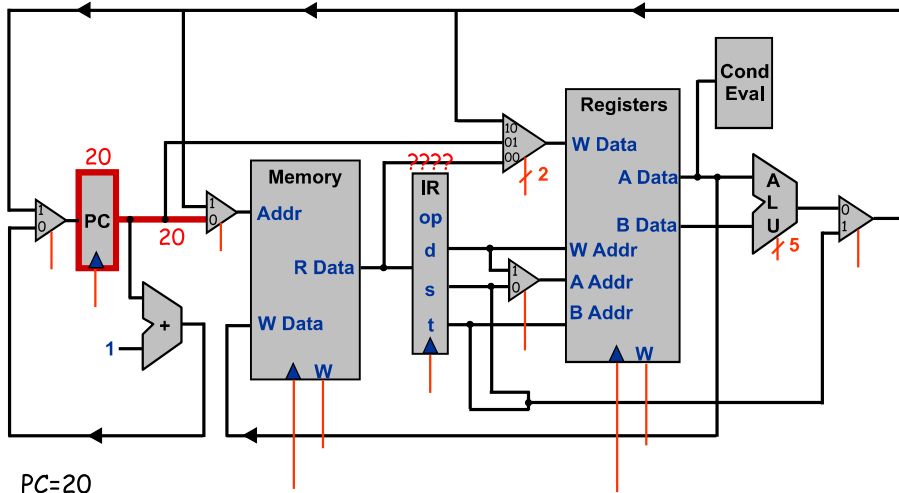 Cond
Eval
Registers
10
01
00
W Data
20
????
2
Memory
IR
A Data
A
L
U
1
0
PC
1
0
Addr
op
B Data
0
1
20
5
R Data
d
W Addr
1
0
s
A Addr
W Data
t
B Addr
+
1
W
W
PC=20